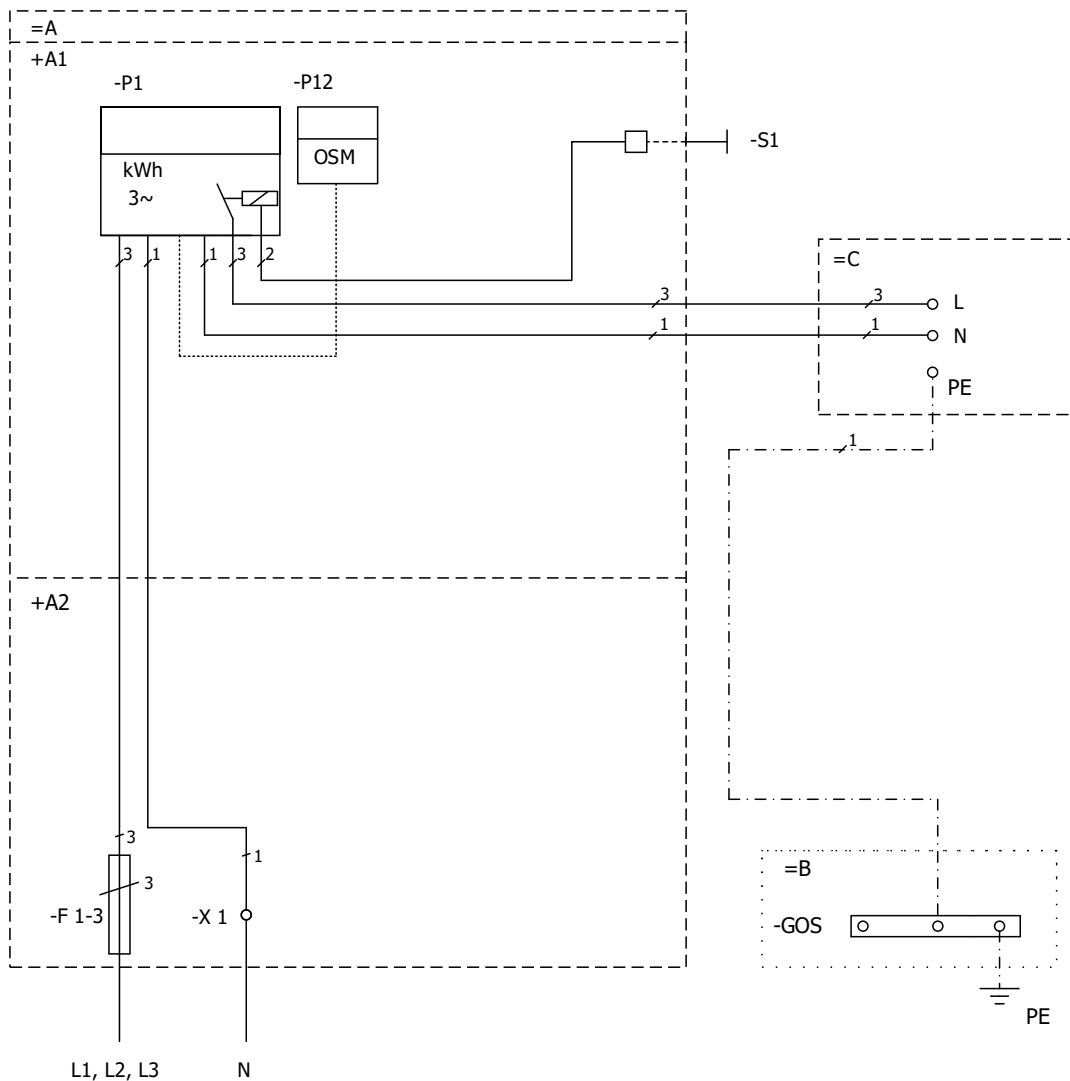 =A
+A1
-P1
-P12
kWh
3~
OSM
-S1
3
1
1
3
2
=C
3
3
L
1
1
N
PE
1
+A2
3
1
3
-F 1-3
-X 1
=B
-GOS
PE
L1, L2, L3
N